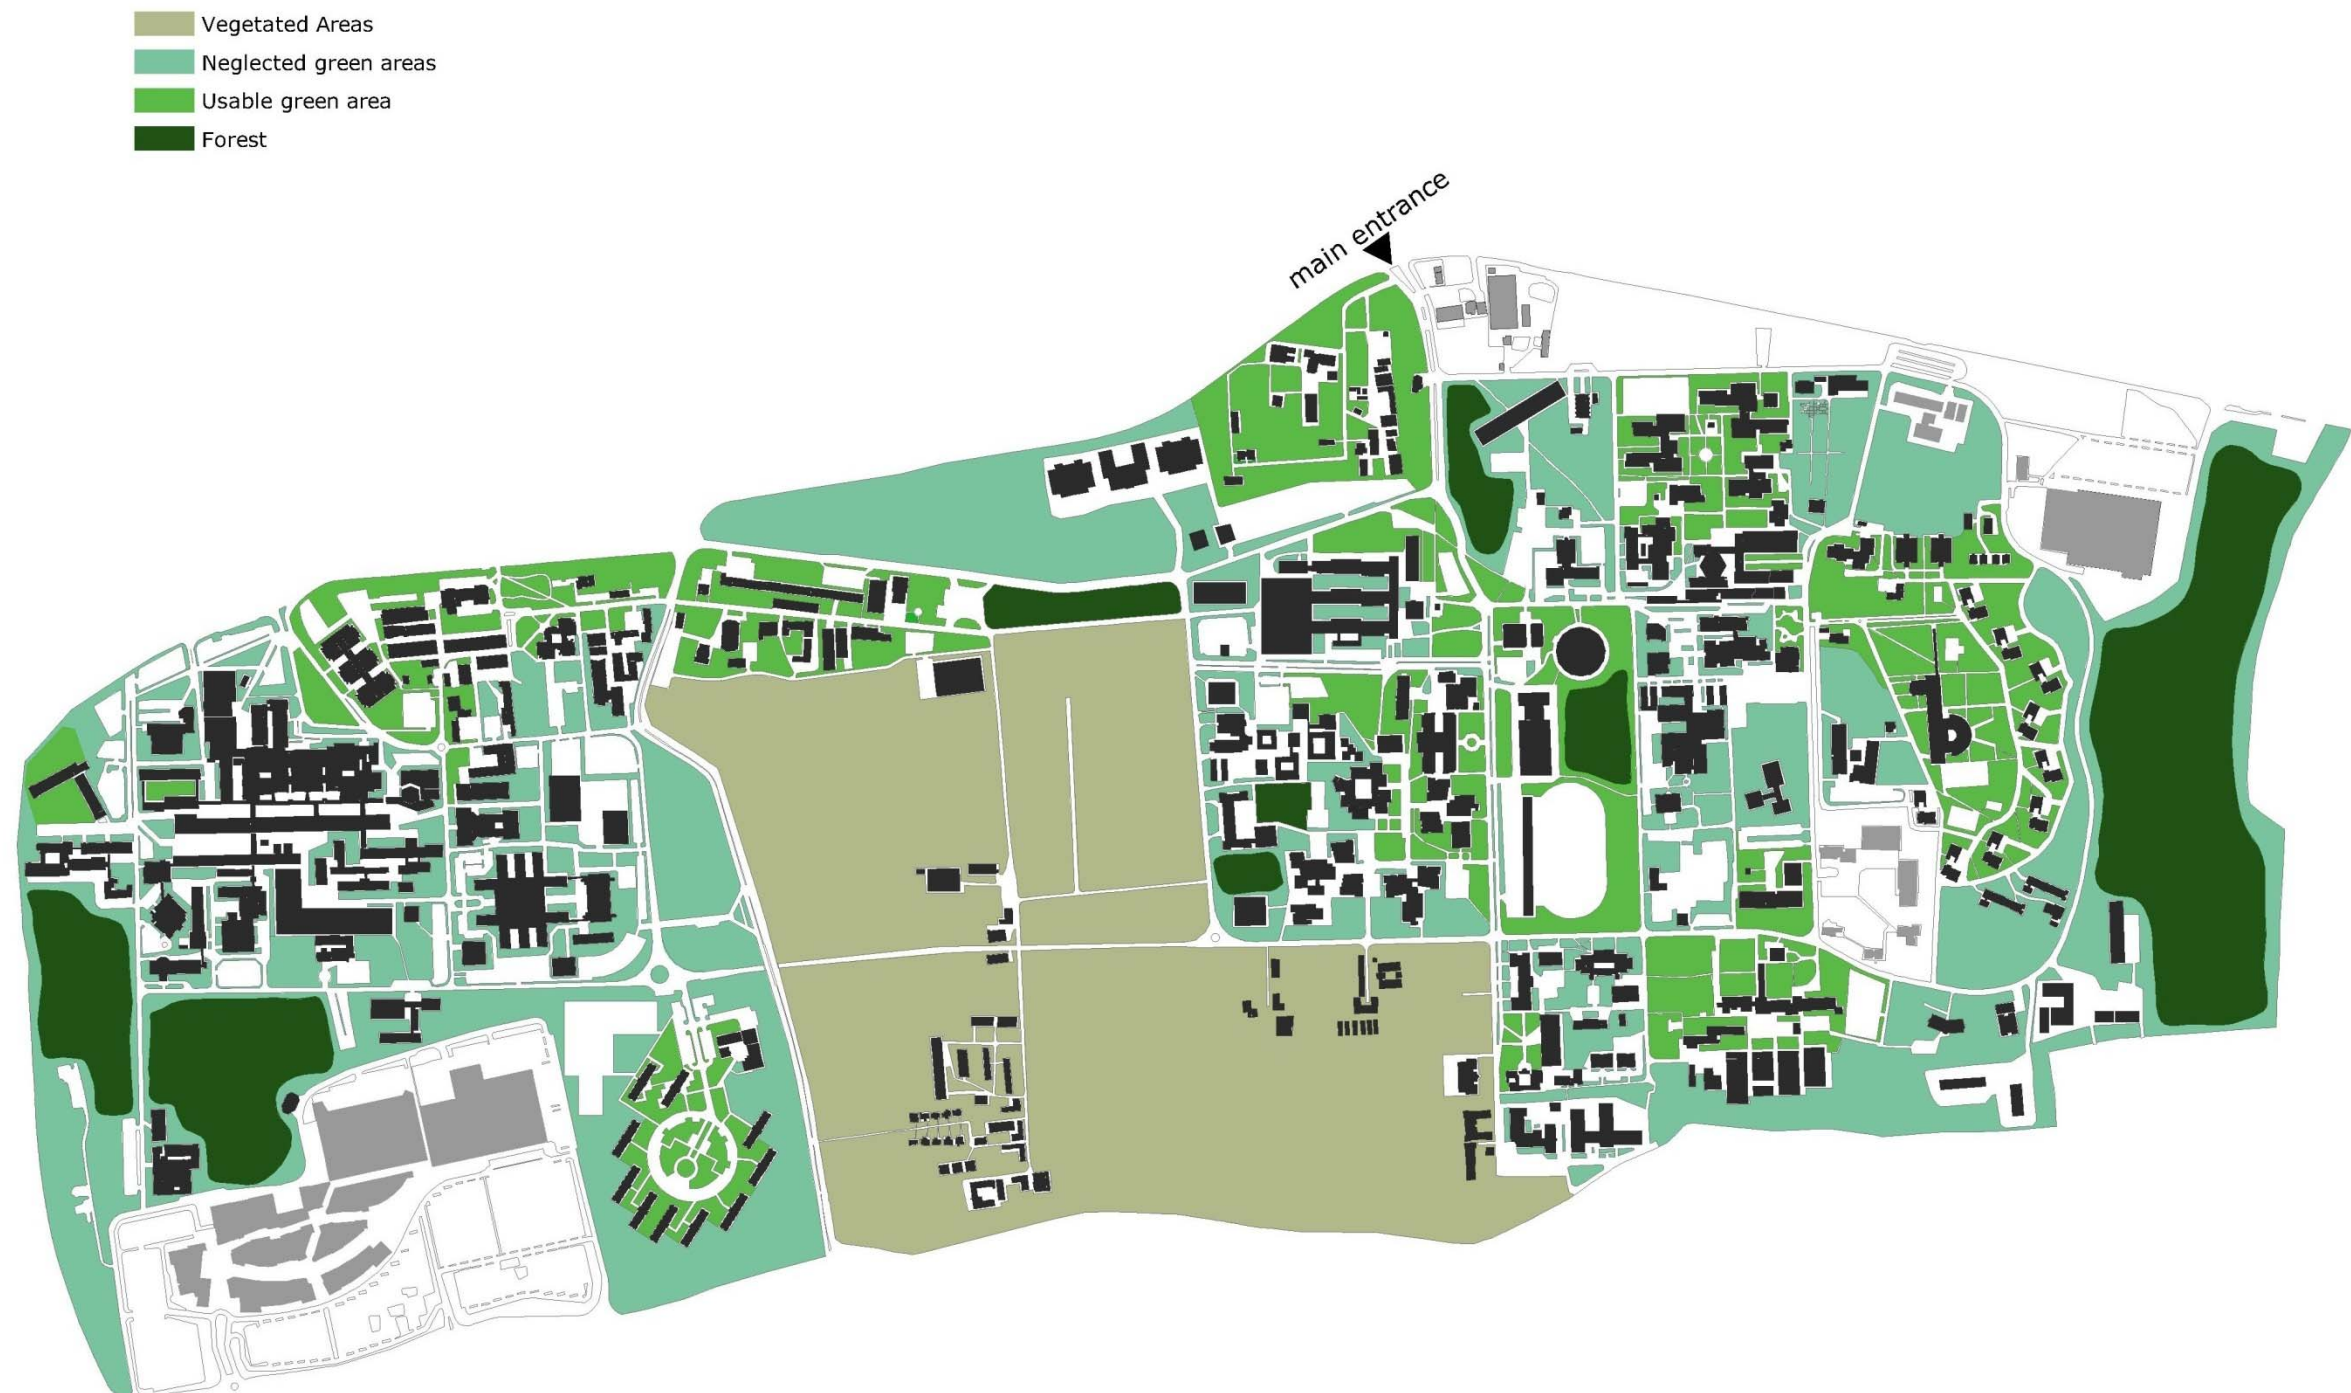 Vegetated Areas
Neglected green areas
Usable green area
Forest
main entrance